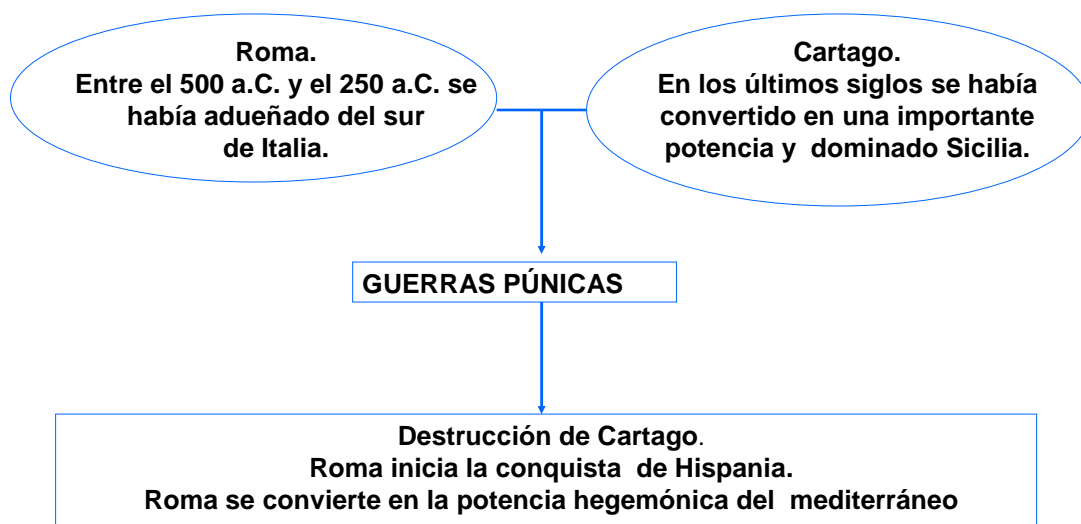 Roma.
Entre el 500 a.C. y el 250 a.C. se
había adueñado del sur
de Italia.
Cartago.
En los últimos siglos se había
convertido en una importante
potencia y dominado Sicilia.
GUERRAS PÚNICAS
Destrucción de Cartago.
Roma inicia la conquista de Hispania.
Roma se convierte en la potencia hegemónica del mediterráneo